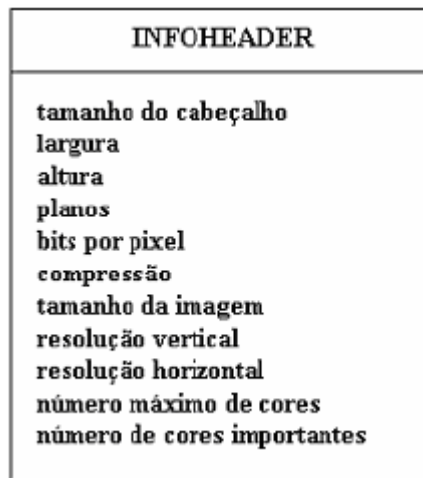 INFOHEADER
tamanho do cabeçalho
largura
altura
planos
bits por pixel
compressão
tamanho da imagem
resolução vertical
resolução horizontal
número máximo de cores
número de cores importantes